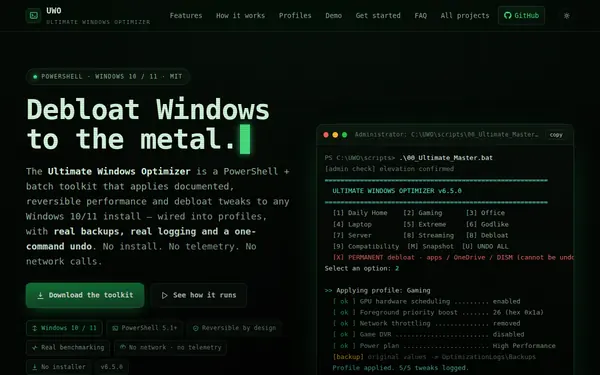 UWO
ULTIMATE WINDOWS OPTIMIZER
Features How it works Profiles Demo Get started FAQ All projects GitHub
POWERSHELL · WINDOWS 10 / 11 · MIT
Debloat Windows
to the metal.
The Ultimate Windows Optimizer is a PowerShell +
batch toolkit that applies documented,
reversible performance and debloat tweaks to any
Windows 10/11 install — wired into profiles,
with real backups, real logging and a one-
command undo. No install. No telemetry. No
network calls.
Download the toolkit
See how it runs
Windows 10 / 11
PowerShell 5.1+
Reversible by design
Real benchmarking
No network · no telemetry
No installer
v6.5.0
Administrator: C:\UWO\scripts\00_Ultimate_Master…
copy
PS C:\UWO\scripts> .\00_Ultimate_Master.bat
[admin check] elevation confirmed
ULTIMATE WINDOWS OPTIMIZER v6.5.0
[1] Daily Home [2] Gaming [3] Office
[4] Laptop [5] Extreme [6] Godlike
[7] Server [8] Streaming [B] Debloat
[9] Compatibility [M] Snapshot [U] UNDO ALL
[X] PERMANENT debloat - apps / OneDrive / DISM (cannot be undo
Select an option: 2
>> Applying profile: Gaming
[ ok ] GPU hardware scheduling ......... enabled
[ ok ] Foreground priority boost ....... 26 (hex 0x1a)
[ ok ] Network throttling .............. removed
[ ok ] Game DVR ........................ disabled
[ ok ] Power plan ...................... High Performance
[backup] original values → OptimizationLogs\Backups
Profile applied. 5/5 tweaks logged.